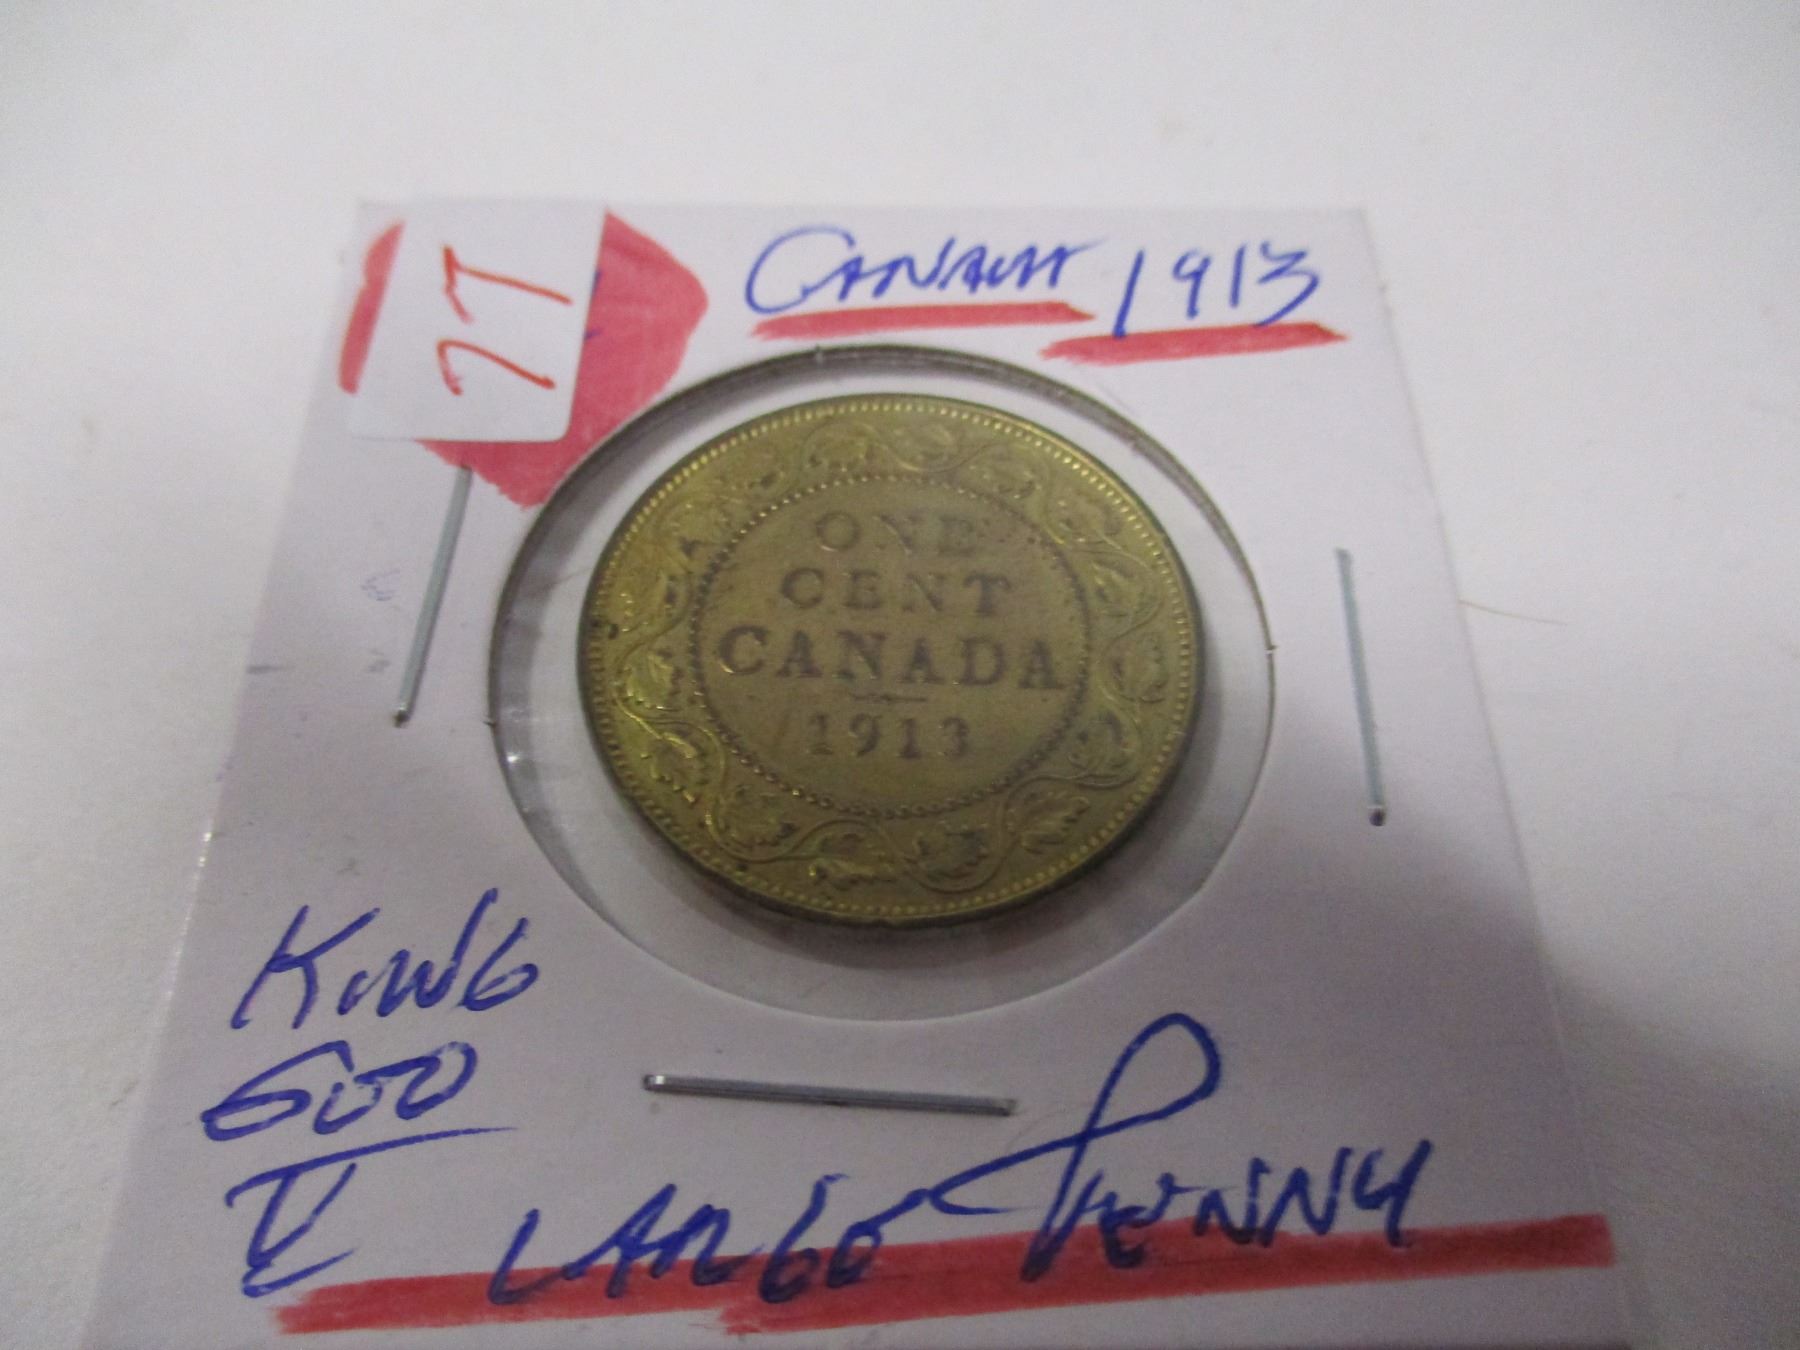 77
CANADA 1913
ONE
CENT
CANADA
1913
KING
GEO
V
LARGE PENNY